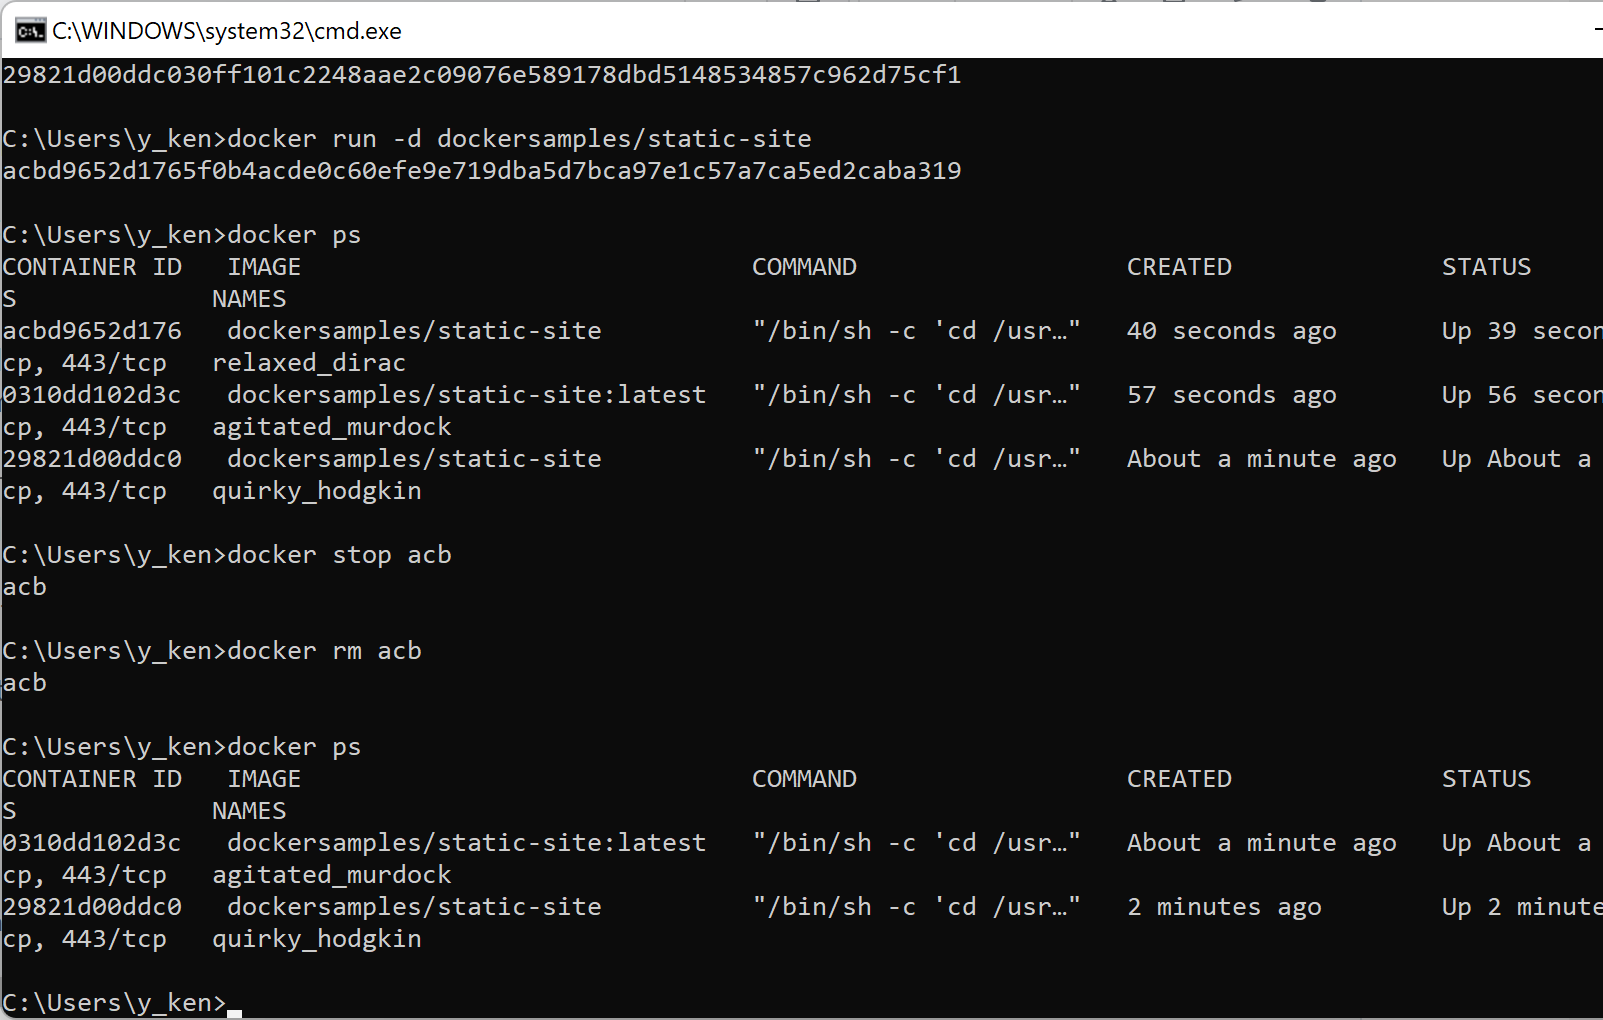 C:\WINDOWS\system32\cmd.exe
29821d00ddc030ff101c2248aae2c09076e589178dbd5148534857c962d75cf1
C:\Users\y_ken>docker run -d dockersamples/static-site
acbd9652d1765f0b4acde0c60efe9e719dba5d7bca97e1c57a7ca5ed2caba319
C:\Users\y_ken>docker ps
CONTAINER ID   IMAGE                              COMMAND                  CREATED              STATUS
S             NAMES
acbd9652d176   dockersamples/static-site          "/bin/sh -c 'cd /usr…"   40 seconds ago       Up 39 secon
cp, 443/tcp   relaxed_dirac
0310dd102d3c   dockersamples/static-site:latest   "/bin/sh -c 'cd /usr…"   57 seconds ago       Up 56 secon
cp, 443/tcp   agitated_murdock
29821d00ddc0   dockersamples/static-site          "/bin/sh -c 'cd /usr…"   About a minute ago   Up About a
cp, 443/tcp   quirky_hodgkin
C:\Users\y_ken>docker stop acb
acb
C:\Users\y_ken>docker rm acb
acb
C:\Users\y_ken>docker ps
CONTAINER ID   IMAGE                              COMMAND                  CREATED              STATUS
S             NAMES
0310dd102d3c   dockersamples/static-site:latest   "/bin/sh -c 'cd /usr…"   About a minute ago   Up About a
cp, 443/tcp   agitated_murdock
29821d00ddc0   dockersamples/static-site          "/bin/sh -c 'cd /usr…"   2 minutes ago        Up 2 minute
cp, 443/tcp   quirky_hodgkin
C:\Users\y_ken>